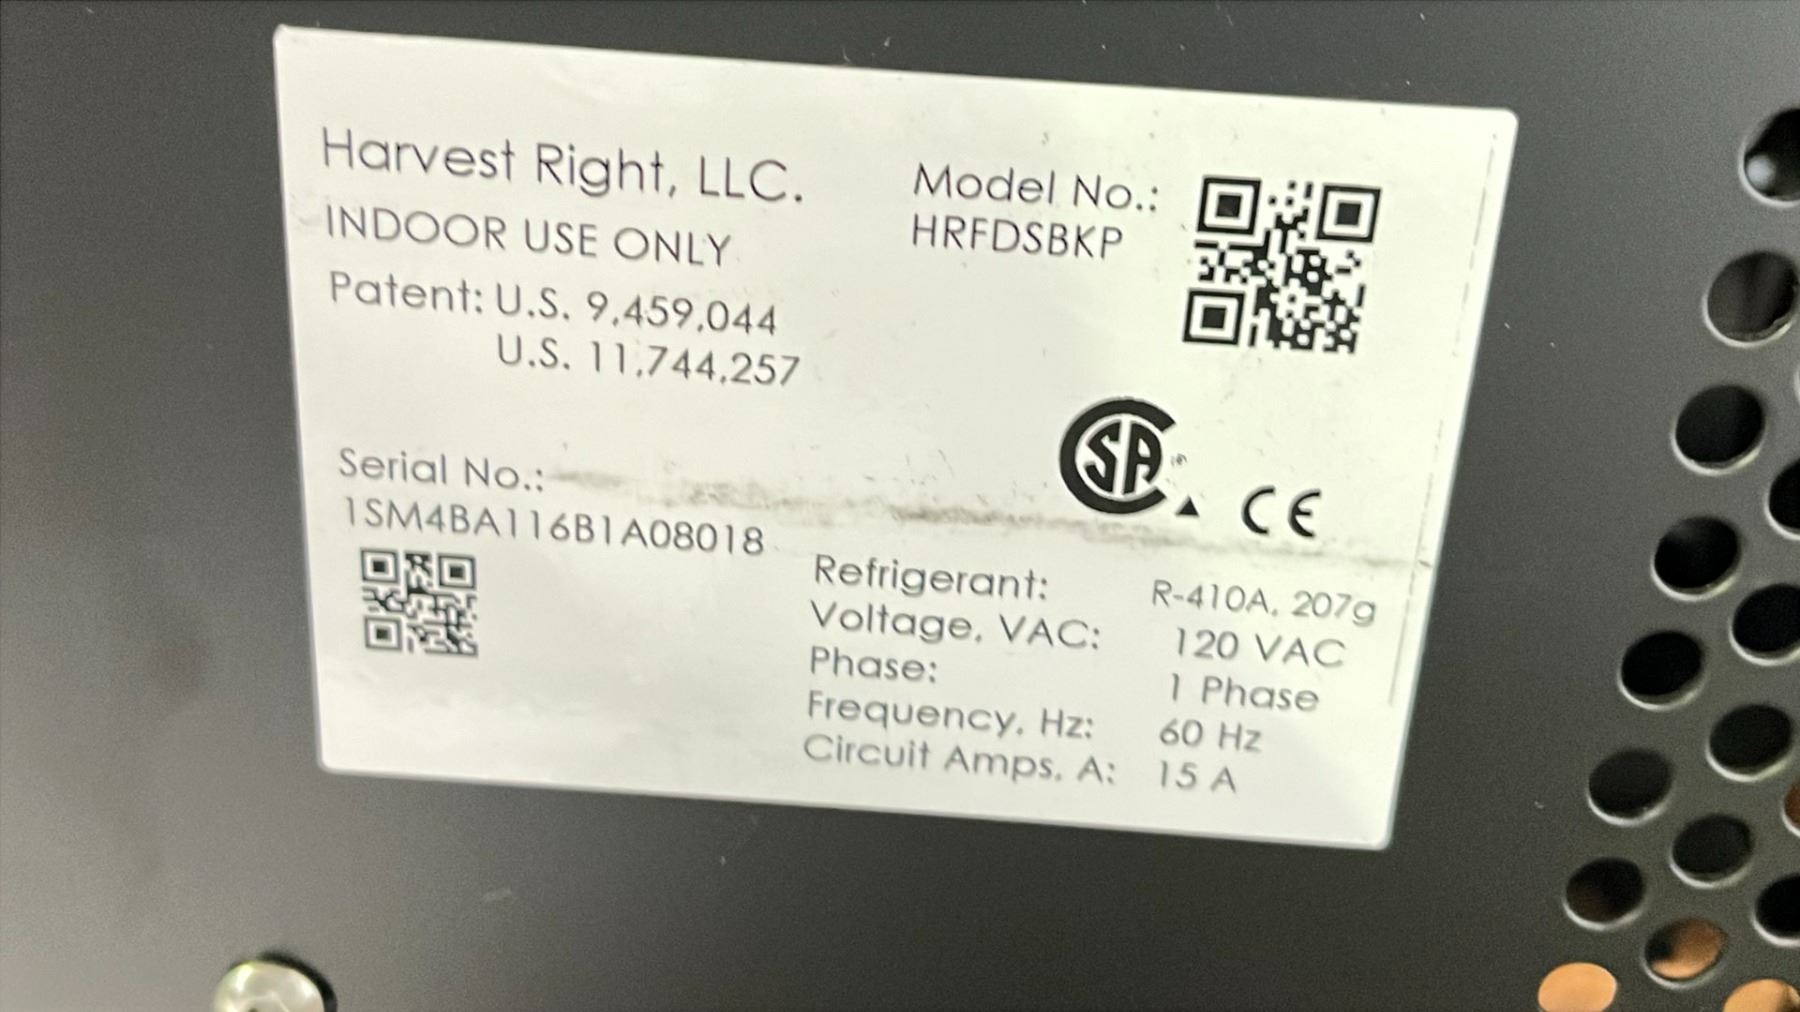 Harvest Right, LLC.
INDOOR USE ONLY
Patent: U.S. 9,459,044
U.S. 11,744,257
Model No.:
HRFDSBKP
Serial No.:
1SM4BA116B1A08018
SA ®
CE
Refrigerant: R-410A, 207g
Voltage, VAC: 120 VAC
Phase: 1 Phase
Frequency, Hz: 60 Hz
Circuit Amps, A: 15 A